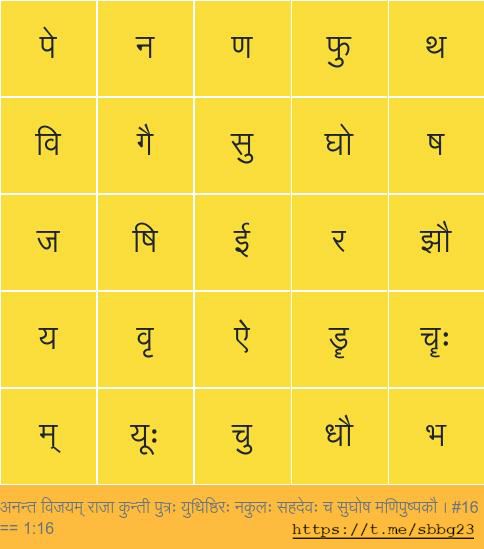 पे न ण फु थ
वि गै सु घो ष
ज षि ई र झौ
य वृ ऐ ड्रॄ चॄः
म् यूः चु धौ भ
अनन्त विजयम् राजा कुन्ती पुत्रः युधिष्ठिरः नकुलः सहदेवः च सुघोष मणिपुष्पकौ । #16
== 1:16 https://t.me/sbbg23